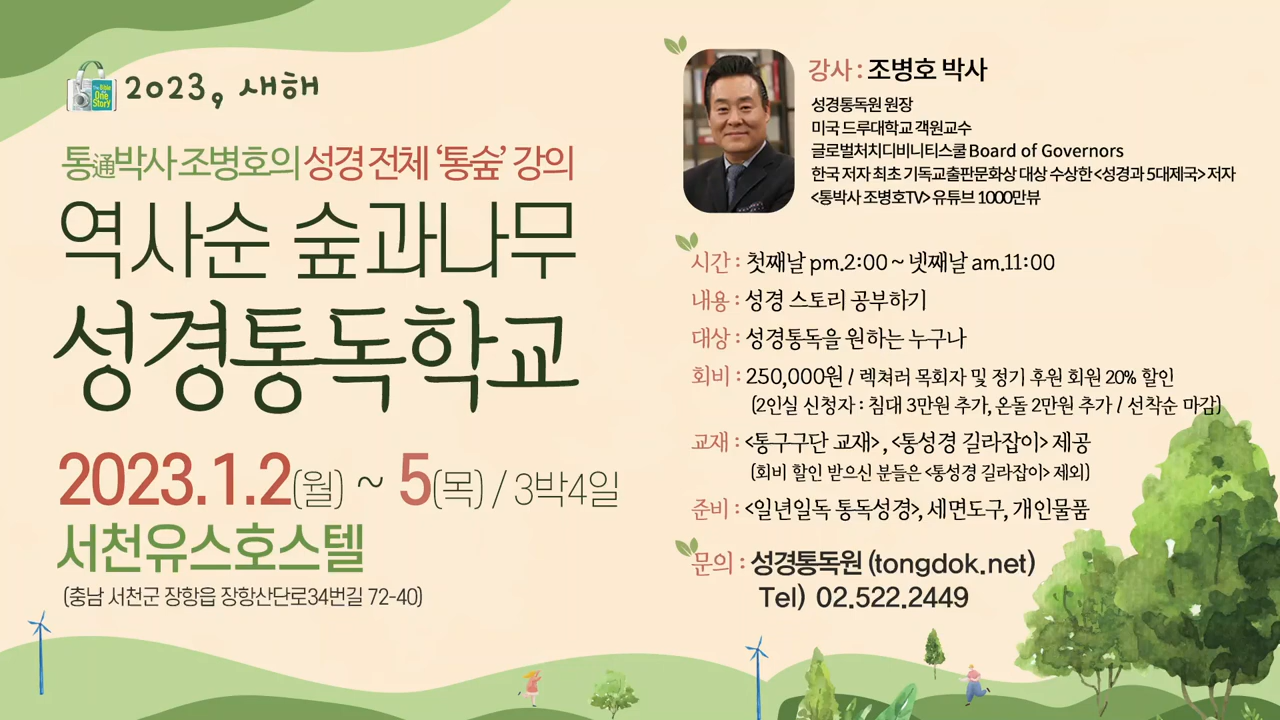 The Bible One Story
2023, 새해
통通박사 조병호의 성경 전체 ‘통숲’ 강의
역사순 숲과나무
성경통독학교
2023.1.2(월) ~ 5(목) / 3박4일
서천유스호스텔
(충남 서천군 장항읍 장항산단로34번길 72-40)
강사 : 조병호 박사
성경통독원 원장
미국 드루대학교 객원교수
글로벌처치디비니티스쿨 Board of Governors
한국 저자 최초 기독교출판문화상 대상 수상한 <성경과 5대제국> 저자
<통박사 조병호TV> 유튜브 1000만뷰
시간 : 첫째날 pm.2:00 ~ 넷째날 am.11:00
내용 : 성경 스토리 공부하기
대상 : 성경통독을 원하는 누구나
회비 : 250,000원 / 렉쳐러 목회자 및 정기 후원 회원 20% 할인
(2인실 신청자 : 침대 3만원 추가, 온돌 2만원 추가 / 선착순 마감)
교재 : <통구구단 교재> , <통성경 길라잡이> 제공
(회비 할인 받으신 분들은 <통성경 길라잡이> 제외)
준비 : <일년일독 통독성경>, 세면도구, 개인물품
문의 : 성경통독원 (tongdok.net)
Tel) 02.522.2449